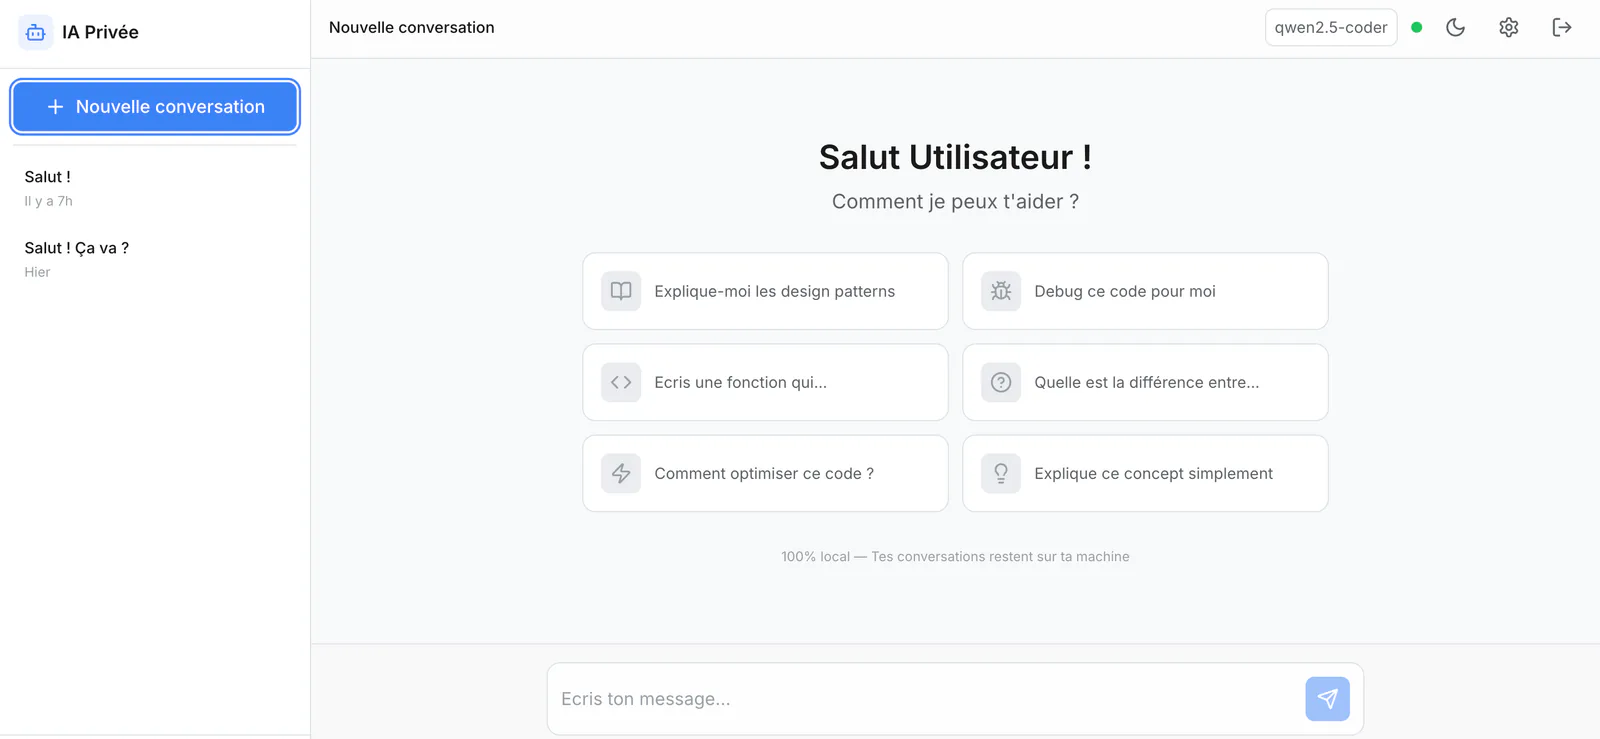 IA Privée
Nouvelle conversation
Salut !
Il y a 7h
Salut ! Ça va ?
Hier
Nouvelle conversation
qwen2.5-coder
Salut Utilisateur !
Comment je peux t'aider ?
Explique-moi les design patterns
Debug ce code pour moi
Ecris une fonction qui...
Quelle est la différence entre...
Comment optimiser ce code ?
Explique ce concept simplement
100% local — Tes conversations restent sur ta machine
Ecris ton message...